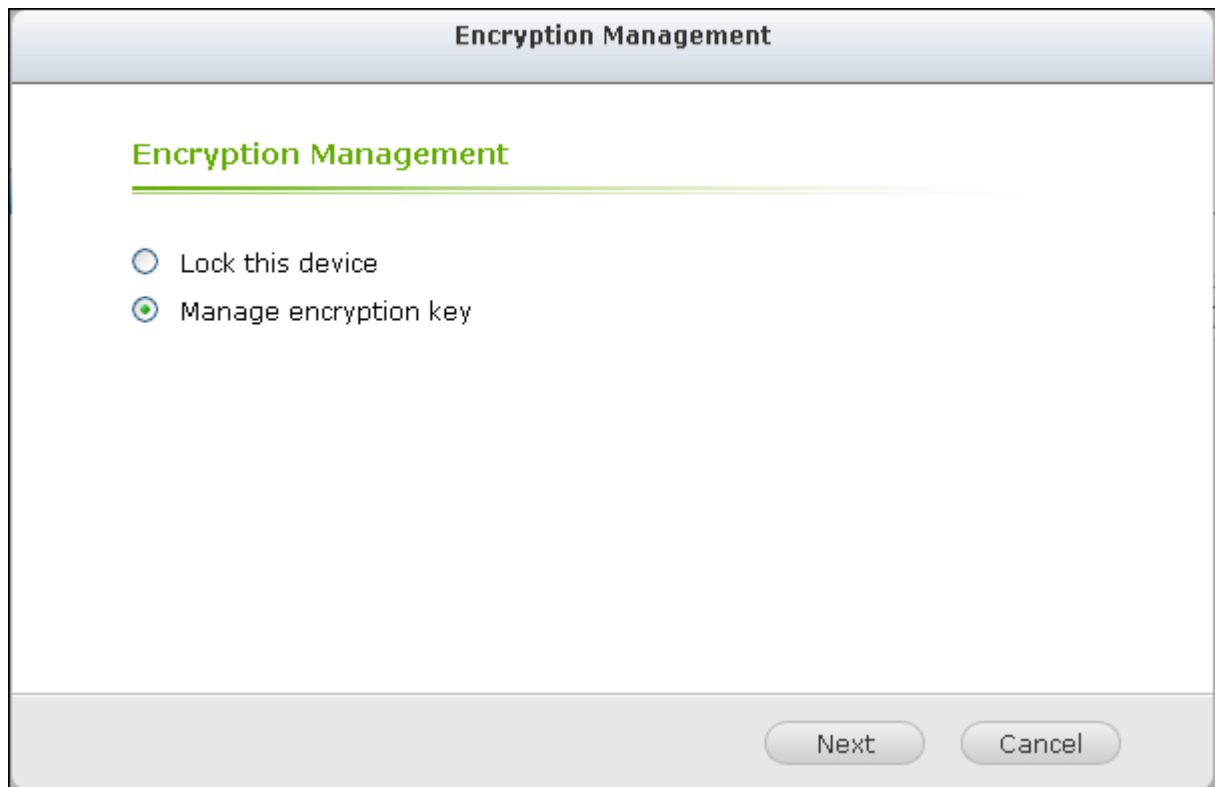 Encryption Management
Encryption Management
Lock this device
Manage encryption key
Next Cancel